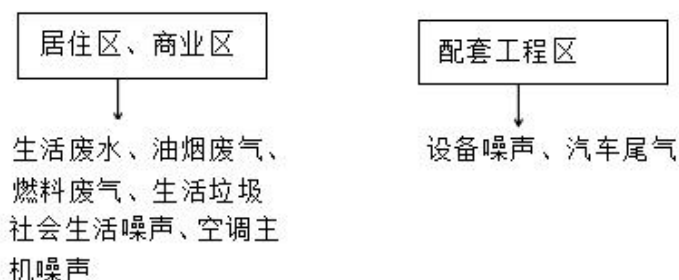 居住区、商业区
生活废水、油烟废气、
燃料废气、生活垃圾
社会生活噪声、空调主
机噪声
配套工程区
设备噪声、汽车尾气